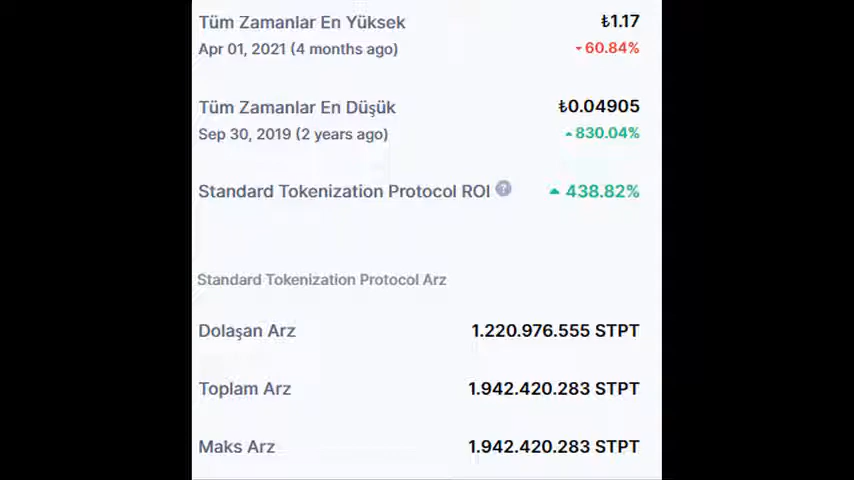 Tüm Zamanlar En Yüksek ₺1.17
Apr 01, 2021 (4 months ago) 60.84%
Tüm Zamanlar En Düşük ₺0.04905
Sep 30, 2019 (2 years ago) 830.04%
Standard Tokenization Protocol ROI ? 438.82%
Standard Tokenization Protocol Arz
Dolaşan Arz 1.220.976.555 STPT
Toplam Arz 1.942.420.283 STPT
Maks Arz 1.942.420.283 STPT